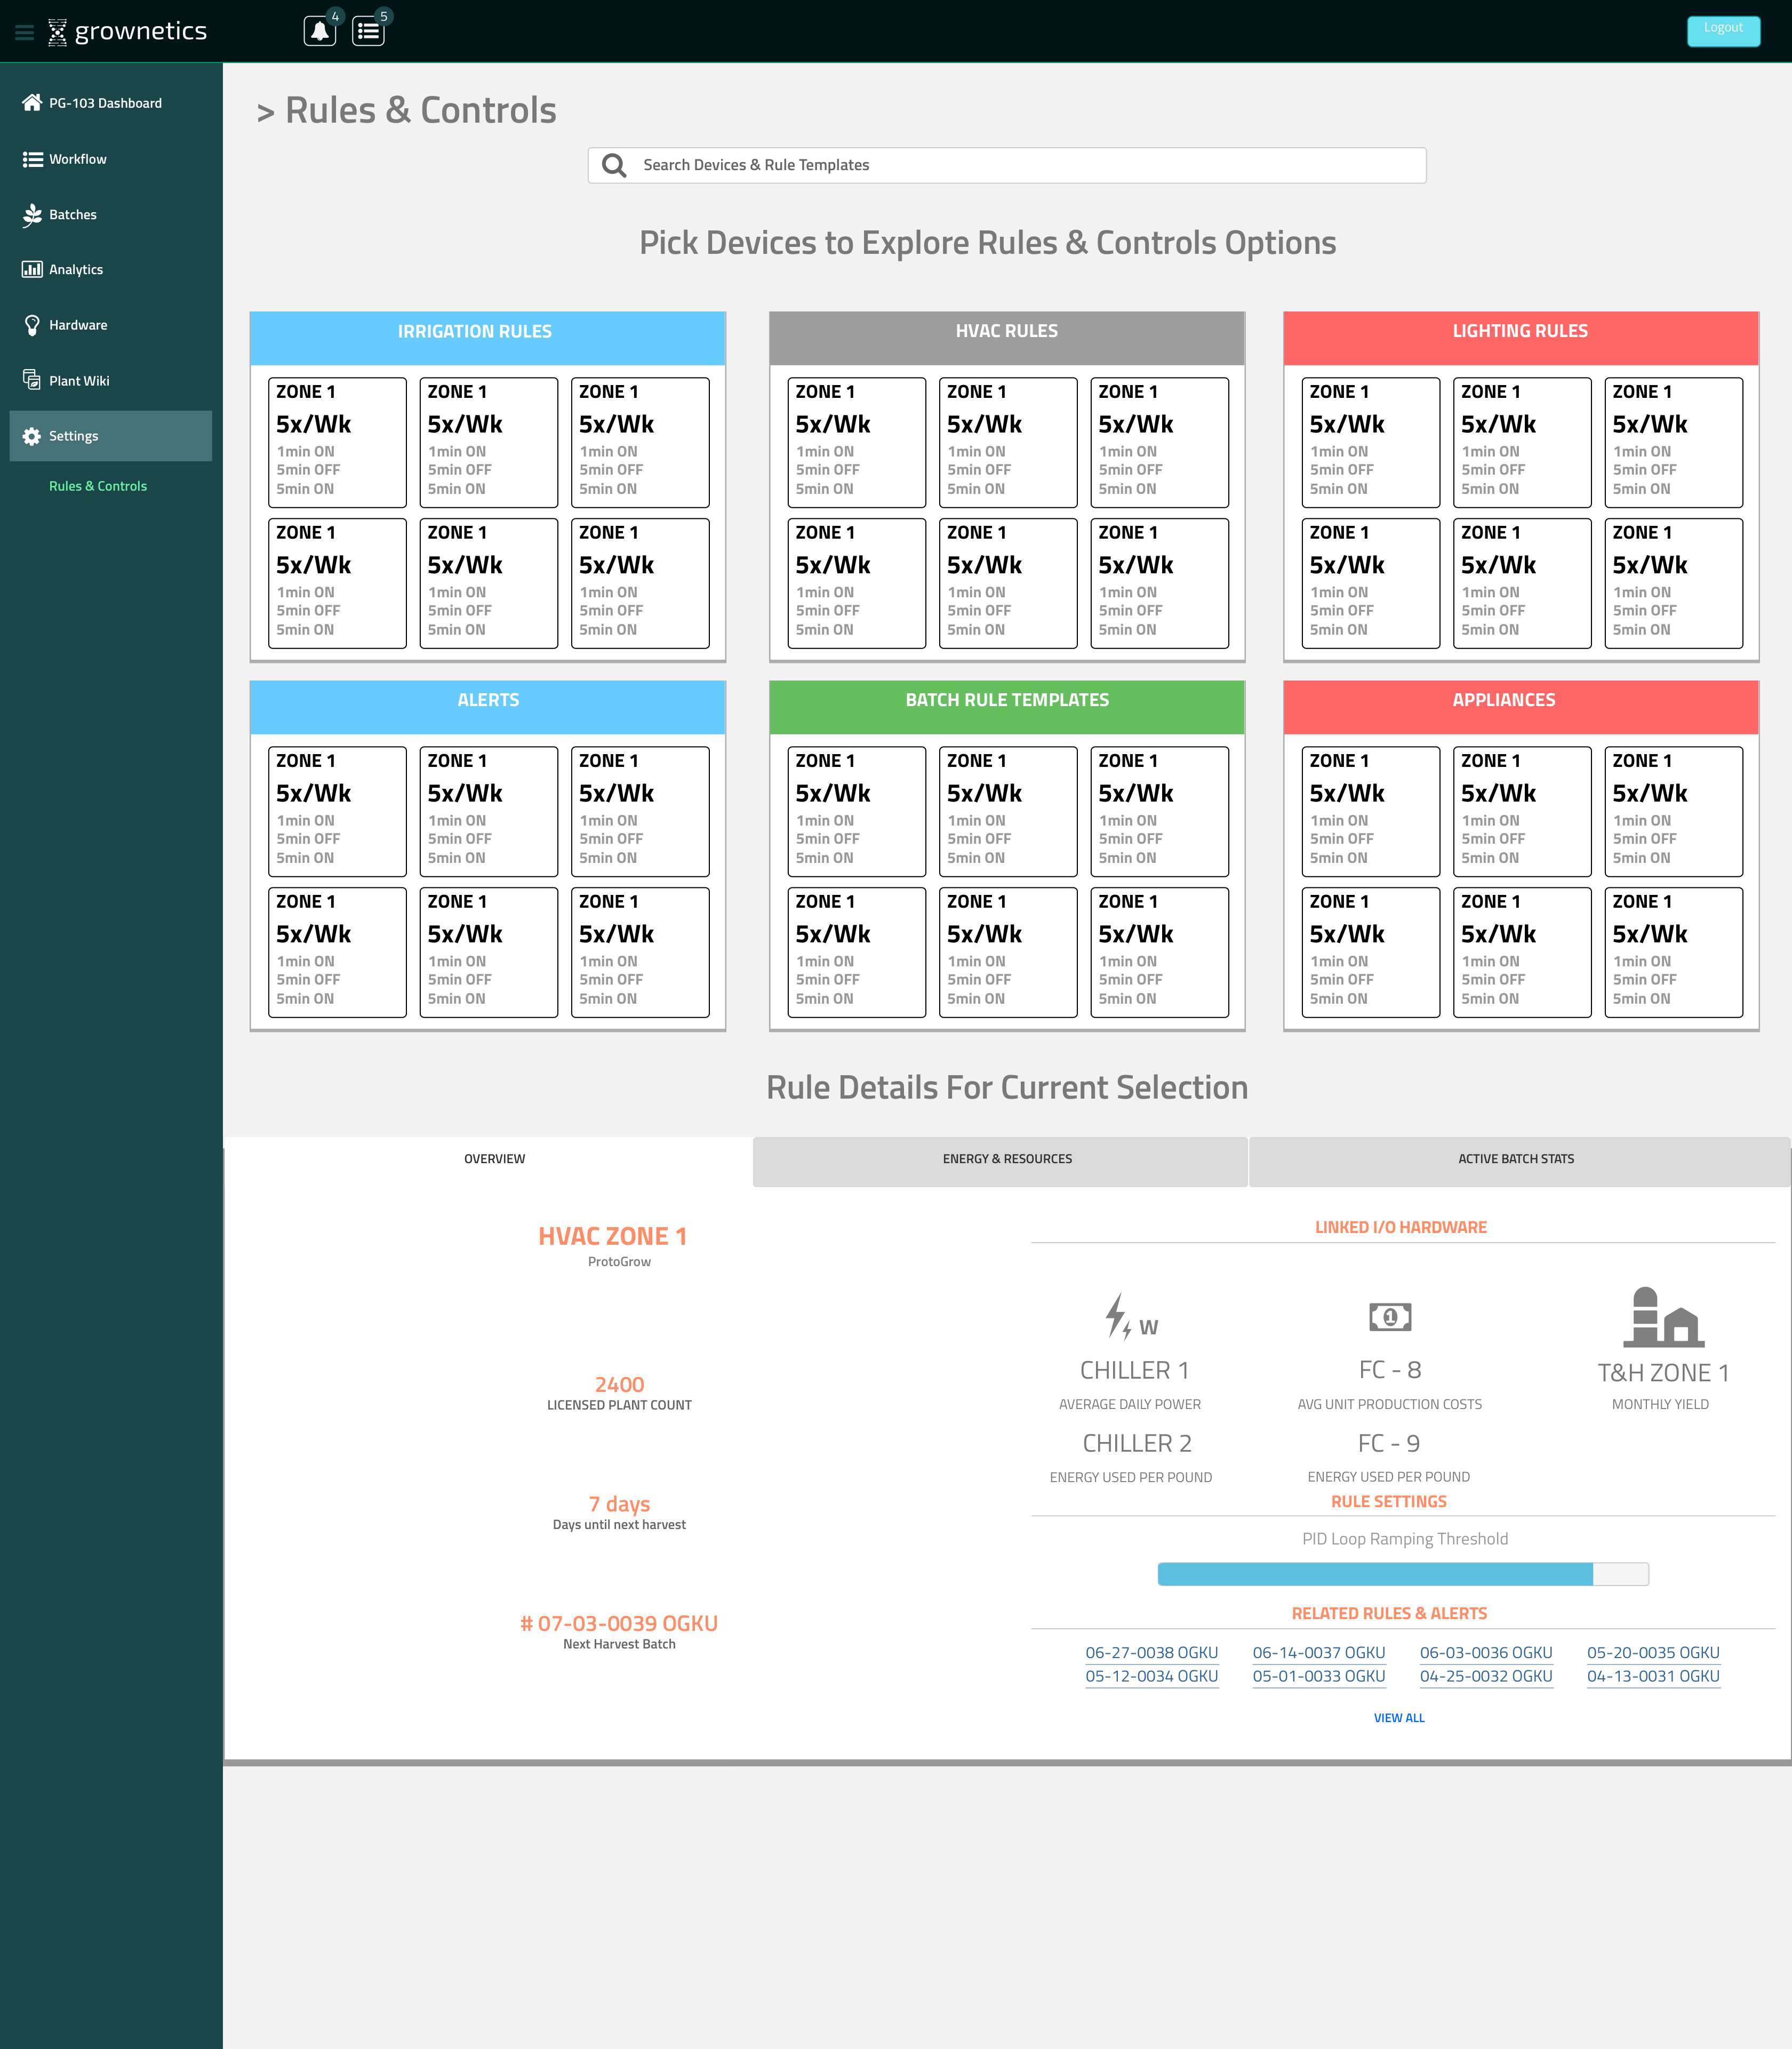 grownetics
4
5
Logout
PG-103 Dashboard
Workflow
Batches
Analytics
Hardware
Plant Wiki
Settings
Rules & Controls
> Rules & Controls
Search Devices & Rule Templates
Pick Devices to Explore Rules & Controls Options
IRRIGATION RULES
ZONE 1 ZONE 1 ZONE 1
5x/Wk 5x/Wk 5x/Wk
1min ON 1min ON 1min ON
5min OFF 5min OFF 5min OFF
5min ON 5min ON 5min ON
ZONE 1 ZONE 1 ZONE 1
5x/Wk 5x/Wk 5x/Wk
1min ON 1min ON 1min ON
5min OFF 5min OFF 5min OFF
5min ON 5min ON 5min ON
HVAC RULES
ZONE 1 ZONE 1 ZONE 1
5x/Wk 5x/Wk 5x/Wk
1min ON 1min ON 1min ON
5min OFF 5min OFF 5min OFF
5min ON 5min ON 5min ON
ZONE 1 ZONE 1 ZONE 1
5x/Wk 5x/Wk 5x/Wk
1min ON 1min ON 1min ON
5min OFF 5min OFF 5min OFF
5min ON 5min ON 5min ON
LIGHTING RULES
ZONE 1 ZONE 1 ZONE 1
5x/Wk 5x/Wk 5x/Wk
1min ON 1min ON 1min ON
5min OFF 5min OFF 5min OFF
5min ON 5min ON 5min ON
ZONE 1 ZONE 1 ZONE 1
5x/Wk 5x/Wk 5x/Wk
1min ON 1min ON 1min ON
5min OFF 5min OFF 5min OFF
5min ON 5min ON 5min ON
ALERTS
ZONE 1 ZONE 1 ZONE 1
5x/Wk 5x/Wk 5x/Wk
1min ON 1min ON 1min ON
5min OFF 5min OFF 5min OFF
5min ON 5min ON 5min ON
ZONE 1 ZONE 1 ZONE 1
5x/Wk 5x/Wk 5x/Wk
1min ON 1min ON 1min ON
5min OFF 5min OFF 5min OFF
5min ON 5min ON 5min ON
BATCH RULE TEMPLATES
ZONE 1 ZONE 1 ZONE 1
5x/Wk 5x/Wk 5x/Wk
1min ON 1min ON 1min ON
5min OFF 5min OFF 5min OFF
5min ON 5min ON 5min ON
ZONE 1 ZONE 1 ZONE 1
5x/Wk 5x/Wk 5x/Wk
1min ON 1min ON 1min ON
5min OFF 5min OFF 5min OFF
5min ON 5min ON 5min ON
APPLIANCES
ZONE 1 ZONE 1 ZONE 1
5x/Wk 5x/Wk 5x/Wk
1min ON 1min ON 1min ON
5min OFF 5min OFF 5min OFF
5min ON 5min ON 5min ON
ZONE 1 ZONE 1 ZONE 1
5x/Wk 5x/Wk 5x/Wk
1min ON 1min ON 1min ON
5min OFF 5min OFF 5min OFF
5min ON 5min ON 5min ON
Rule Details For Current Selection
OVERVIEW
ENERGY & RESOURCES
ACTIVE BATCH STATS
HVAC ZONE 1
ProtoGrow
2400
LICENSED PLANT COUNT
7 days
Days until next harvest
# 07-03-0039 OGKU
Next Harvest Batch
LINKED I/O HARDWARE
W
1
CHILLER 1
AVERAGE DAILY POWER
FC - 8
AVG UNIT PRODUCTION COSTS
T&H ZONE 1
MONTHLY YIELD
CHILLER 2
ENERGY USED PER POUND
FC - 9
ENERGY USED PER POUND
RULE SETTINGS
PID Loop Ramping Threshold
RELATED RULES & ALERTS
06-27-0038 OGKU 06-14-0037 OGKU 06-03-0036 OGKU 05-20-0035 OGKU
05-12-0034 OGKU 05-01-0033 OGKU 04-25-0032 OGKU 04-13-0031 OGKU
VIEW ALL